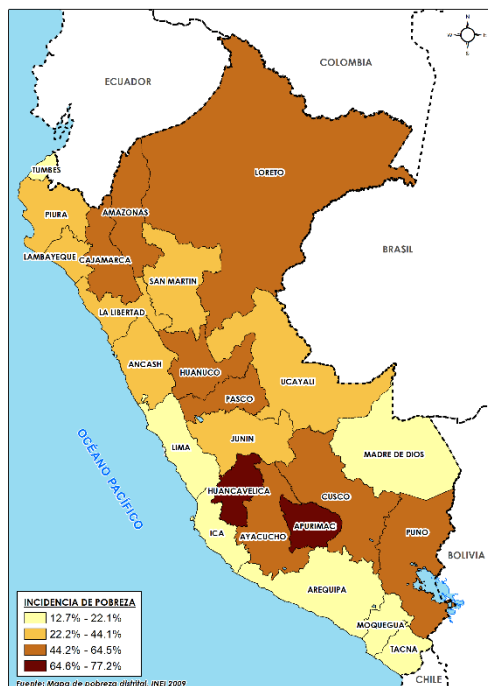 N
W
E
S
COLOMBIA
ECUADOR
TUMBES
LORETO
PIURA
AMAZONAS
LAMBAYEQUE
CAJAMARCA
BRASIL
SAN MARTIN
LA LIBERTAD
ANCASH
HUANUCO
UCAYALI
PASCO
LIMA
JUNIN
MADRE DE DIOS
OCÉANO PACÍFICO
HUANCAVELICA
CUSCO
ICA
AYACUCHO
APURIMAC
PUNO
BOLIVIA
AREQUIPA
MOQUEGUA
TACNA
CHILE
INCIDENCIA DE POBREZA
12.7% - 22.1%
22.2% - 44.1%
44.2% - 64.5%
64.6% - 77.2%
Fuente: Mapa de pobreza distrital. INEI 2009